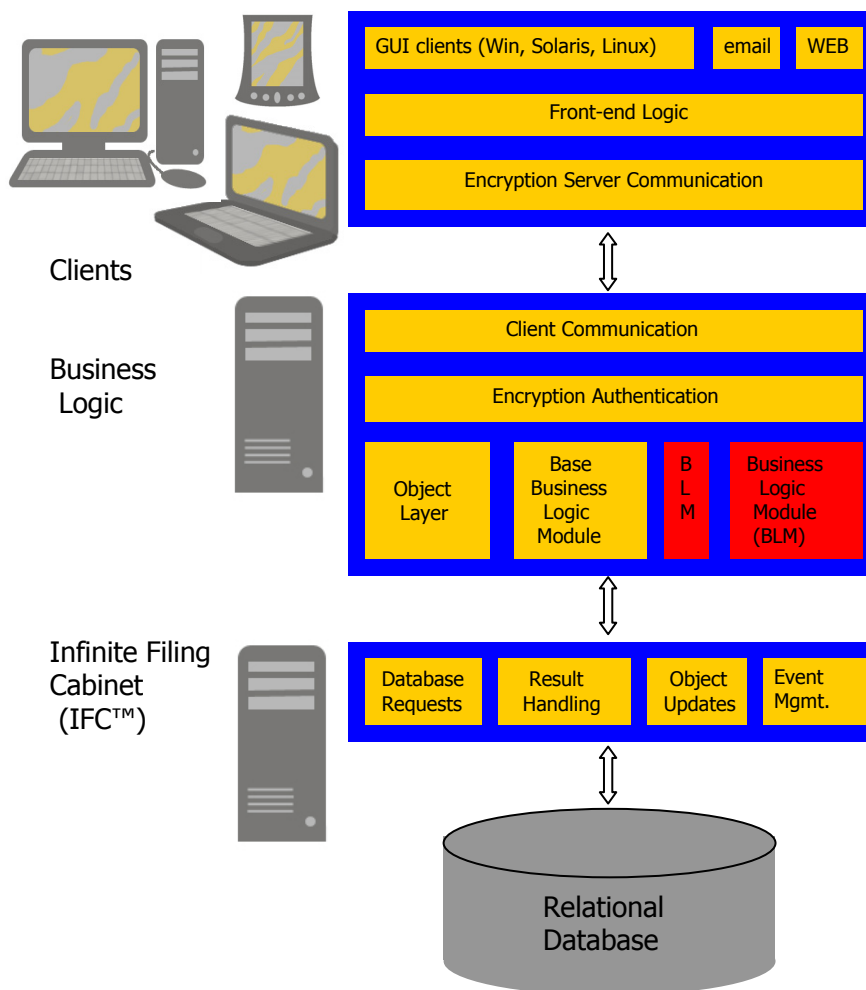 GUI clients (Win, Solaris, Linux)
email
WEB
Front-end Logic
Encryption Server Communication
Clients
Client Communication
Business
Logic
Encryption Authentication
Object
Layer
Base
Business
Logic
Module
B
L
M
Business
Logic
Module
(BLM)
Infinite Filing
Cabinet
(IFC™)
Database
Requests
Result
Handling
Object
Updates
Event
Mgmt.
Relational
Database